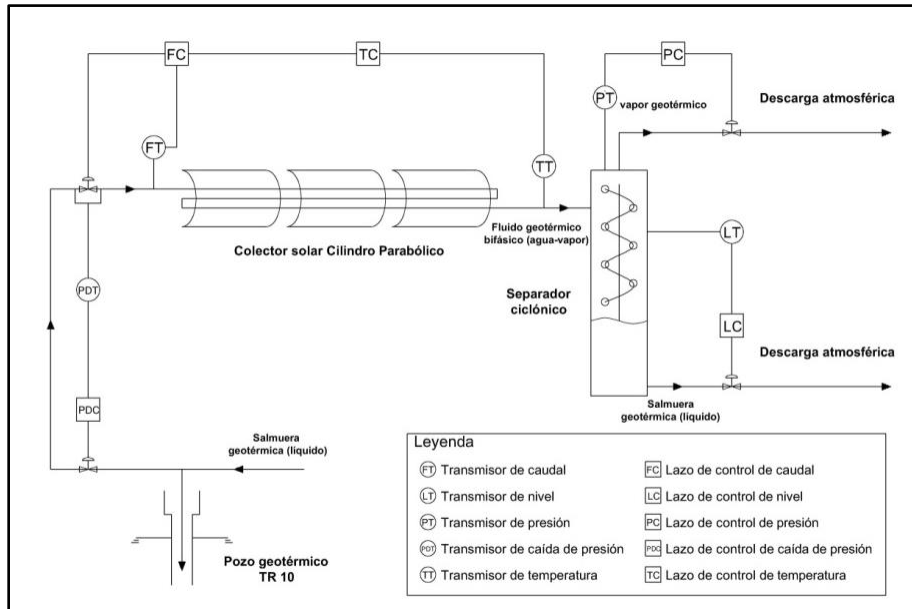 FC
TC
PC
PT
vapor geotérmico
Descarga atmosférica
FT
TT
Colector solar Cilindro Parabólico
Fluido geotérmico
bifásico (agua-vapor)
LT
PDT
Separador
ciclónico
LC
Descarga atmosférica
PDC
Salmuera
geotérmica (líquido)
Salmuera
geotérmica (líquido)
Pozo geotérmico
TR 10
Leyenda
FT Transmisor de caudal
FC Lazo de control de caudal
LT Transmisor de nivel
LC Lazo de control de nivel
PT Transmisor de presión
PC Lazo de control de presión
PDT Transmisor de caída de presión
PDC Lazo de control de caída de presión
TT Transmisor de temperatura
TC Lazo de control de temperatura